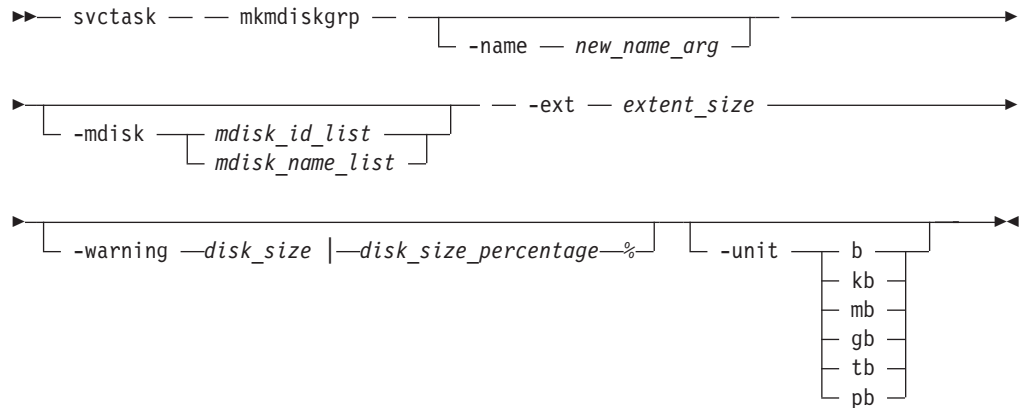 svctask mkmdiskgrp
-name new_name_arg
-ext extent_size
-mdisk mdisk_id_list
mdisk_name_list
-warning disk_size | disk_size_percentage %
-unit b
kb
mb
gb
tb
pb